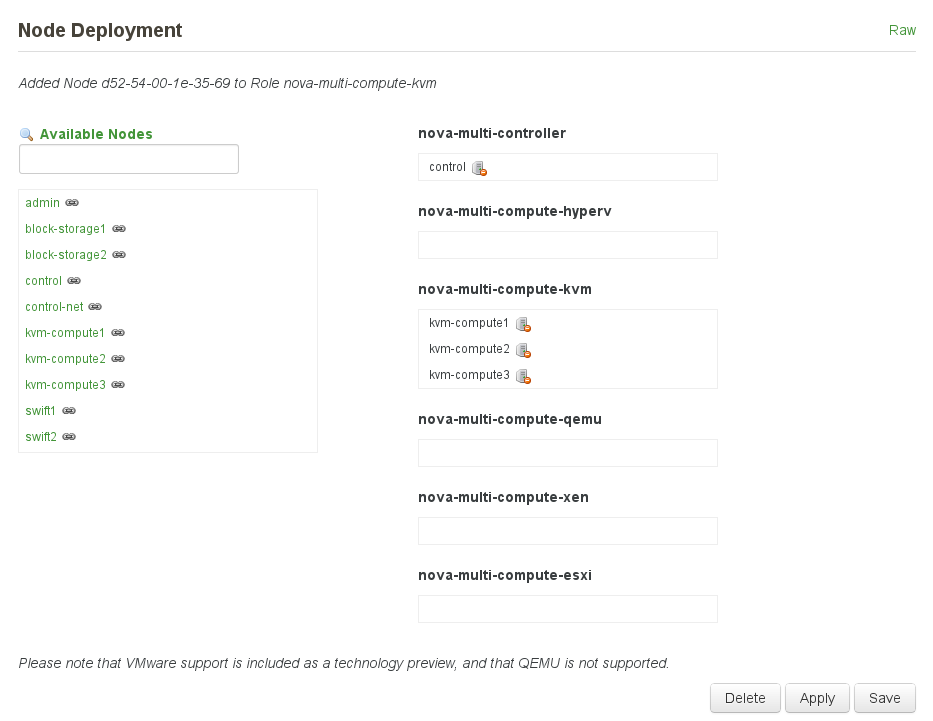 Node Deployment
Raw
Added Node d52-54-00-1e-35-69 to Role nova-multi-compute-kvm
Available Nodes
admin
block-storage1
block-storage2
control
control-net
kvm-compute1
kvm-compute2
kvm-compute3
swift1
swift2
nova-multi-controller
control
nova-multi-compute-hyperv
nova-multi-compute-kvm
kvm-compute1
kvm-compute2
kvm-compute3
nova-multi-compute-qemu
nova-multi-compute-xen
nova-multi-compute-esxi
Please note that VMware support is included as a technology preview, and that QEMU is not supported.
Delete
Apply
Save